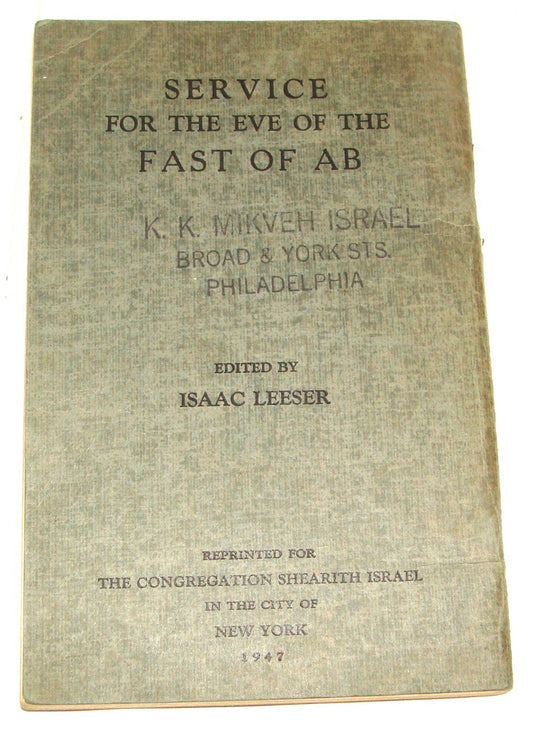 SERVICE
FOR THE EVE OF THE
FAST OF AB
K. K. MIKVEH ISRAEL
BROAD & YORK STS.
PHILADELPHIA
EDITED BY
ISAAC LEESER
REPRINTED FOR
THE CONGREGATION SHEARITH ISRAEL
IN THE CITY OF
NEW YORK
1947